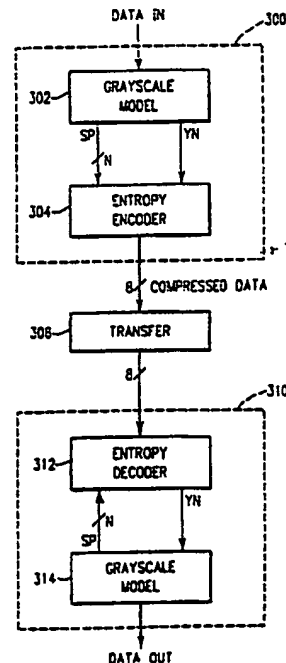 DATA IN
300
302
GRAYSCALE
MODEL
SP
N
YN
304
ENTROPY
ENCODER
8
COMPRESSED DATA
308
TRANSFER
8
310
312
ENTROPY
DECODER
N
YN
SP
314
GRAYSCALE
MODEL
DATA OUT